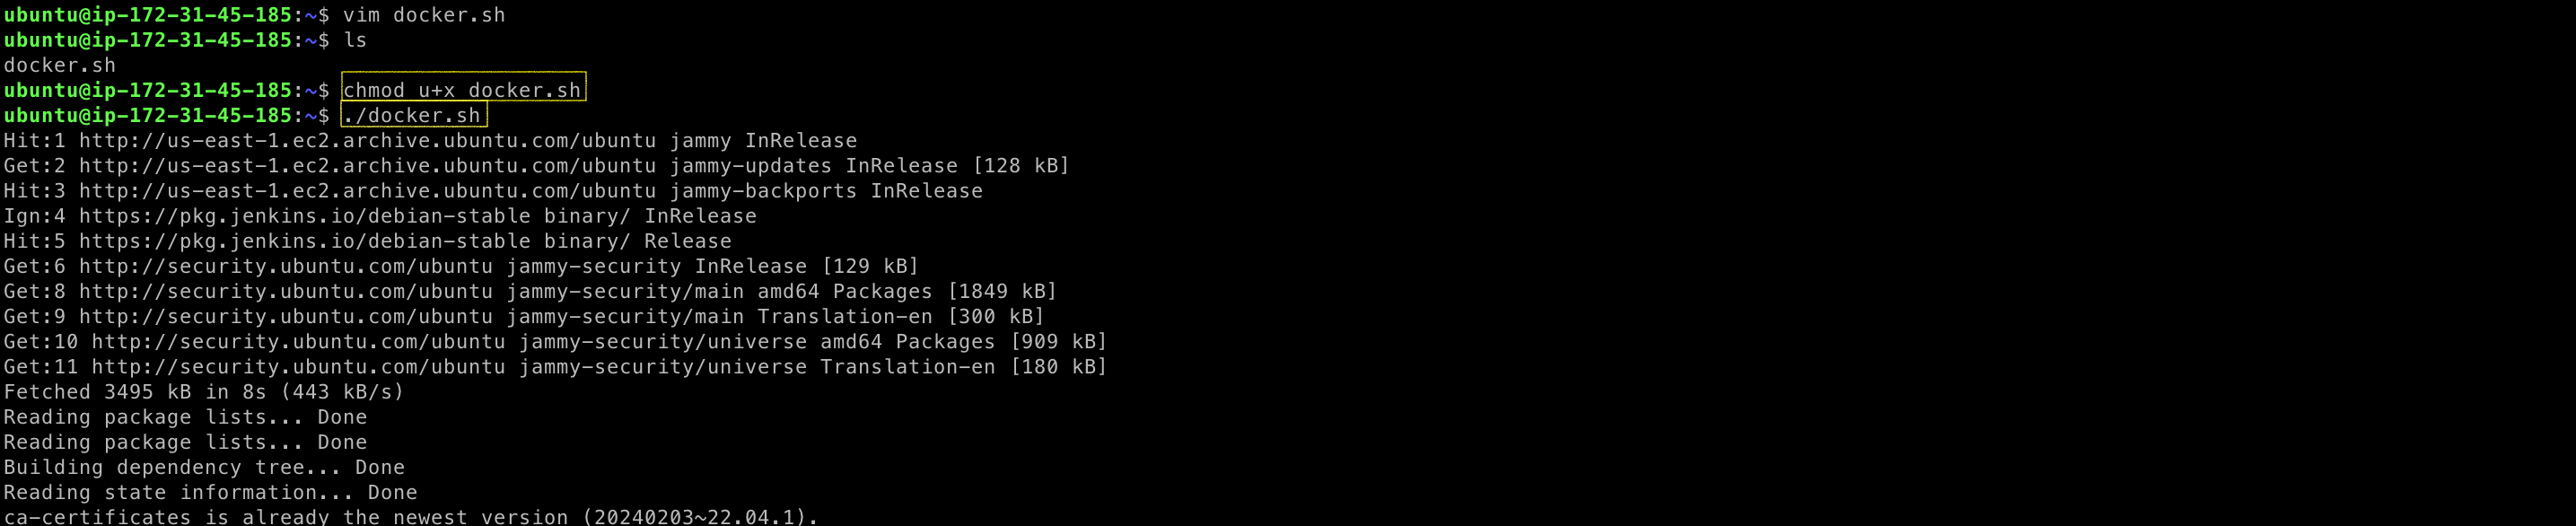 ubuntu@ip-172-31-45-185:~$ vim docker.sh
ubuntu@ip-172-31-45-185:~$ ls
docker.sh
ubuntu@ip-172-31-45-185:~$ chmod u+x docker.sh
ubuntu@ip-172-31-45-185:~$ ./docker.sh
Hit:1 http://us-east-1.ec2.archive.ubuntu.com/ubuntu jammy InRelease
Get:2 http://us-east-1.ec2.archive.ubuntu.com/ubuntu jammy-updates InRelease [128 kB]
Hit:3 http://us-east-1.ec2.archive.ubuntu.com/ubuntu jammy-backports InRelease
Ign:4 https://pkg.jenkins.io/debian-stable binary/ InRelease
Hit:5 https://pkg.jenkins.io/debian-stable binary/ Release
Get:6 http://security.ubuntu.com/ubuntu jammy-security InRelease [129 kB]
Get:8 http://security.ubuntu.com/ubuntu jammy-security/main amd64 Packages [1849 kB]
Get:9 http://security.ubuntu.com/ubuntu jammy-security/main Translation-en [300 kB]
Get:10 http://security.ubuntu.com/ubuntu jammy-security/universe amd64 Packages [909 kB]
Get:11 http://security.ubuntu.com/ubuntu jammy-security/universe Translation-en [180 kB]
Fetched 3495 kB in 8s (443 kB/s)
Reading package lists... Done
Reading package lists... Done
Building dependency tree... Done
Reading state information... Done
ca-certificates is already the newest version (20240203~22.04.1).